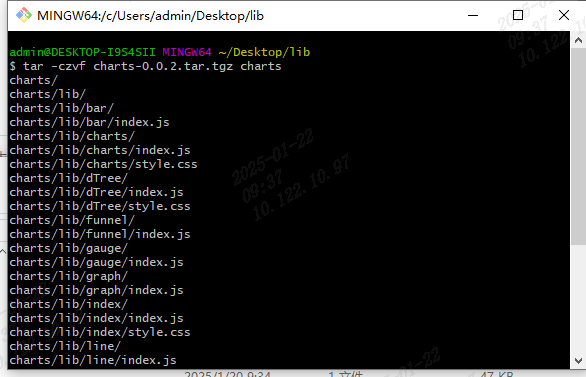 MINGW64:/c/Users/admin/Desktop/lib
admin@DESKTOP-I9S4SII MINGW64 ~/Desktop/lib
$ tar -czvf charts-0.0.2.tar.tgz charts
charts/
charts/lib/
charts/lib/bar/
charts/lib/bar/index.js
charts/lib/charts/
charts/lib/charts/index.js
charts/lib/charts/style.css
charts/lib/dTree/
charts/lib/dTree/index.js
charts/lib/dTree/style.css
charts/lib/funnel/
charts/lib/funnel/index.js
charts/lib/gauge/
charts/lib/gauge/index.js
charts/lib/graph/
charts/lib/graph/index.js
charts/lib/index/
charts/lib/index/index.js
charts/lib/index/style.css
charts/lib/line/
charts/lib/line/index.js
2025-01-22
09:37
10.122.10.97
2025/1/20 9:34
1 文件
47 KB